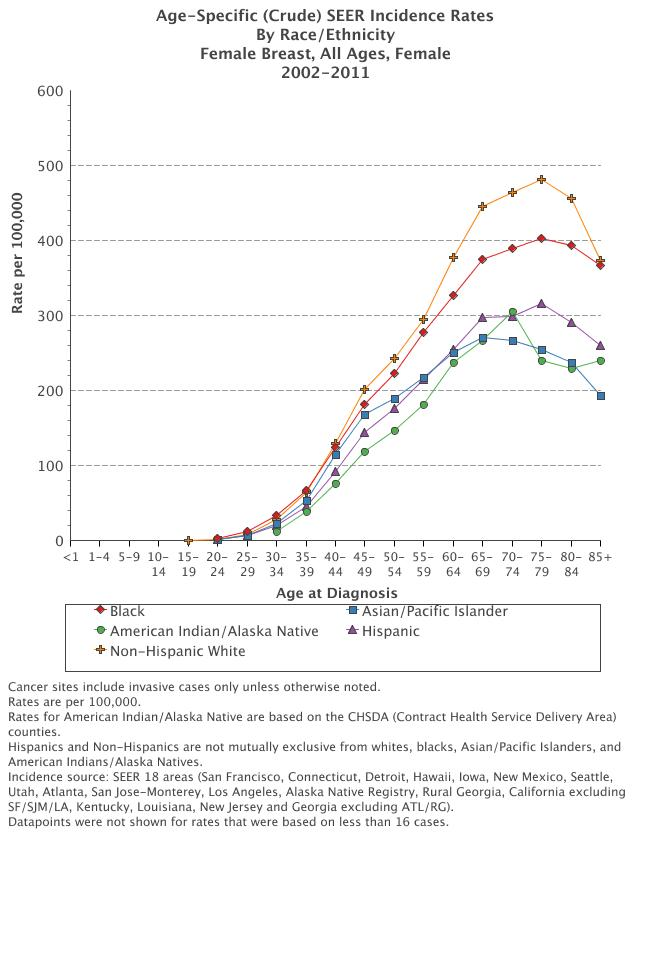 Age-Specific (Crude) SEER Incidence Rates
By Race/Ethnicity
Female Breast, All Ages, Female
2002-2011
600
500
400
300
200
100
0
Rate per 100,000
<1 1-4 5-9 10- 15- 20- 25- 30- 35- 40- 45- 50- 55- 60- 65- 70- 75- 80- 85+
14 19 24 29 34 39 44 49 54 59 64 69 74 79 84
Age at Diagnosis
Black Asian/Pacific Islander
American Indian/Alaska Native Hispanic
Non-Hispanic White
Cancer sites include invasive cases only unless otherwise noted.
Rates are per 100,000.
Rates for American Indian/Alaska Native are based on the CHSDA (Contract Health Service Delivery Area)
counties.
Hispanics and Non-Hispanics are not mutually exclusive from whites, blacks, Asian/Pacific Islanders, and
American Indians/Alaska Natives.
Incidence source: SEER 18 areas (San Francisco, Connecticut, Detroit, Hawaii, Iowa, New Mexico, Seattle,
Utah, Atlanta, San Jose-Monterey, Los Angeles, Alaska Native Registry, Rural Georgia, California excluding
SF/SJM/LA, Kentucky, Louisiana, New Jersey and Georgia excluding ATL/RG).
Datapoints were not shown for rates that were based on less than 16 cases.